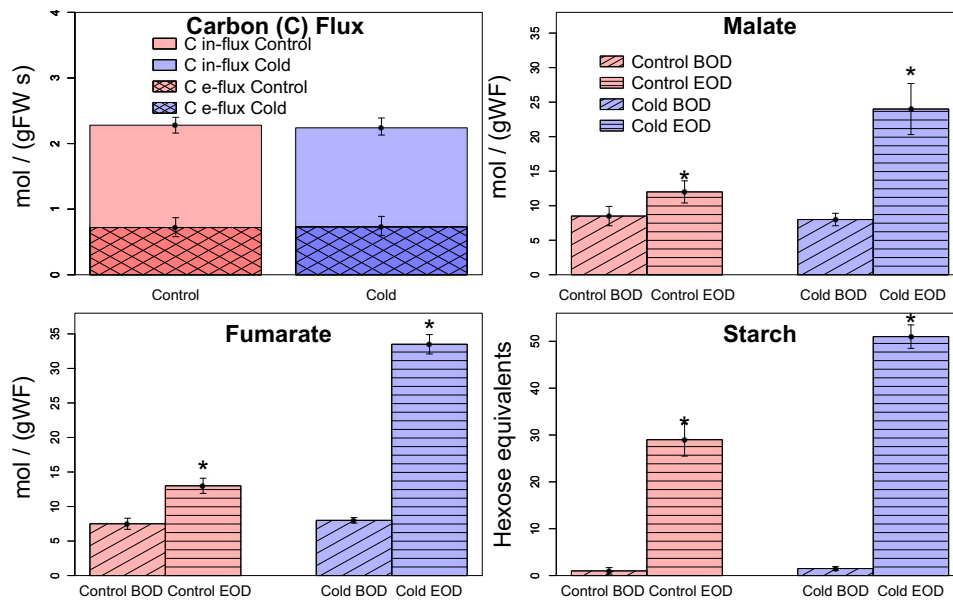 Carbon (C) Flux
C in-flux Control
C in-flux Cold
C e-flux Control
C e-flux Cold
mol / (gFW s)
4
3
2
1
0
Control Cold
Malate
Control BOD
Control EOD
Cold BOD
Cold EOD
mol / (gWF)
35
30
25
20
15
10
5
0
*
*
Control BOD Control EOD Cold BOD Cold EOD
Fumarate
mol / (gWF)
35
30
25
20
15
10
5
0
*
*
Control BOD Control EOD Cold BOD Cold EOD
Starch
Hexose equivalents
50
40
30
20
10
0
*
*
Control BOD Control EOD Cold BOD Cold EOD